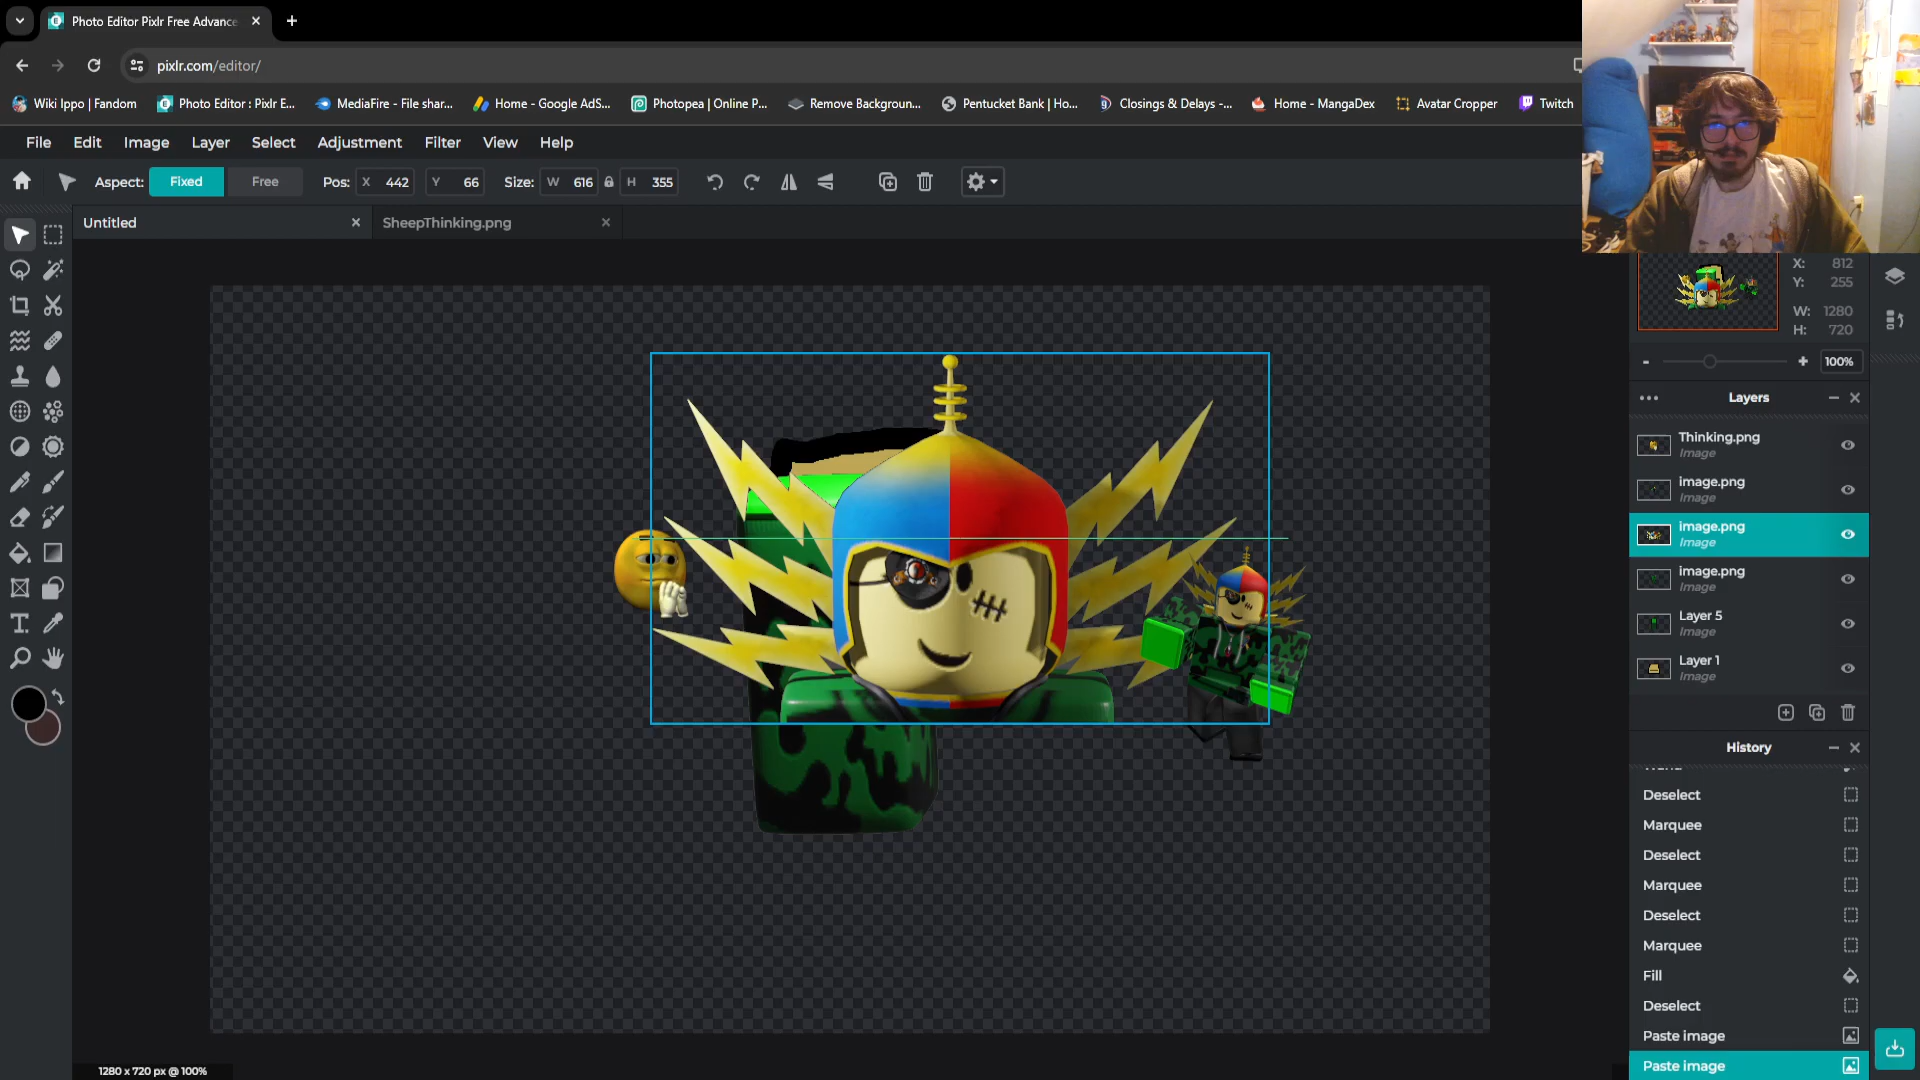 Photo Editor Pixlr Free Advance
pixlr.com/editor/
Wiki Ippo | Fandom
Photo Editor : Pixlr E...
MediaFire - File shar...
Home - Google AdS...
Photopea | Online P...
Remove Backgroun...
Pentucket Bank | Ho...
Closings & Delays -...
Home - MangaDex
Avatar Cropper
Twitch
File Edit Image Layer Select Adjustment Filter View Help
Aspect: Fixed Free Pos: X 442 Y 66 Size: W 616 H 355
Untitled
SheepThinking.png
X: 812
Y: 255
W: 1280
H: 720
100%
Layers
Thinking.png
Image
image.png
Image
image.png
Image
image.png
Image
Layer 5
Image
Layer 1
Image
History
Deselect
Marquee
Deselect
Marquee
Deselect
Marquee
Fill
Deselect
Paste image
Paste image
1280 x 720 px @ 100%